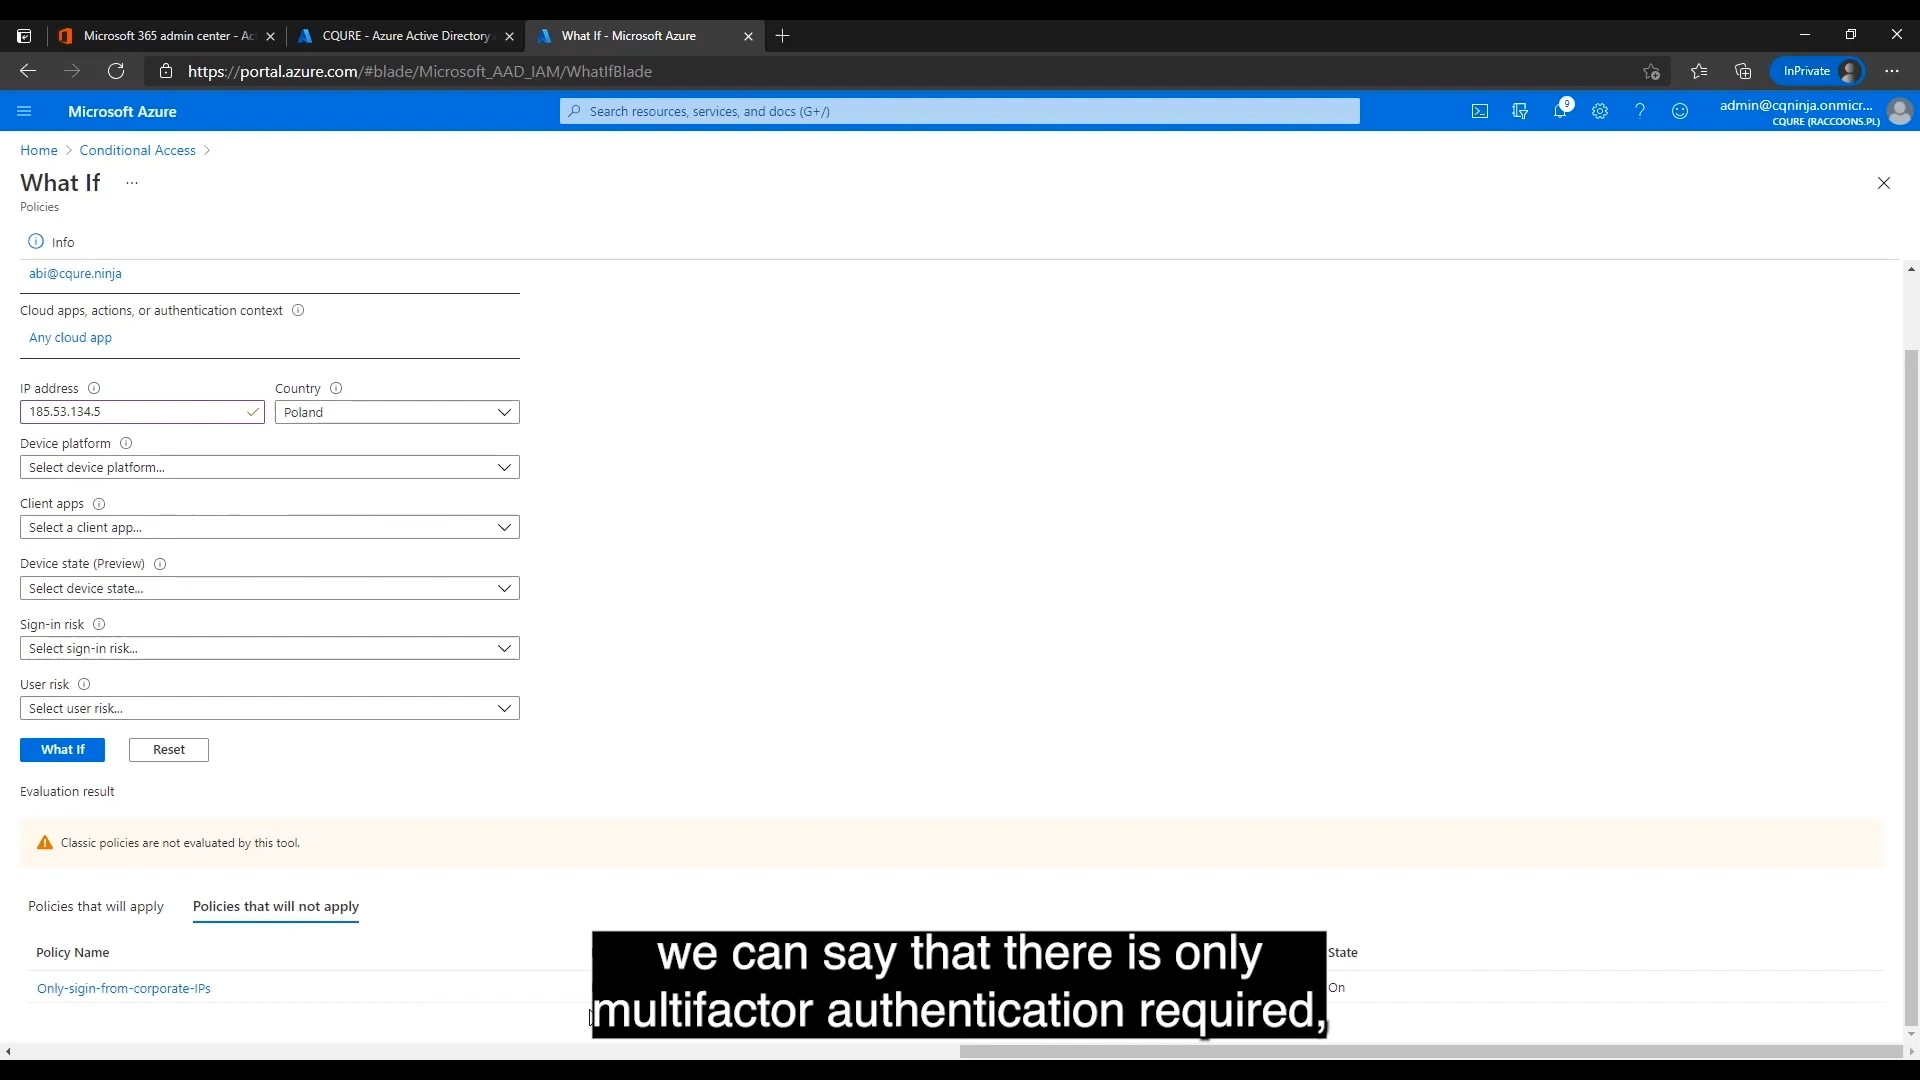 Microsoft 365 admin center - Ac
CQURE - Azure Active Directory
What If - Microsoft Azure
https://portal.azure.com/#blade/Microsoft_AAD_IAM/WhatIfBlade
InPrivate
Microsoft Azure
Search resources, services, and docs (G+/)
9
admin@cqninja.onmicr...
CQURE (RACCOONS.PL)
Home > Conditional Access >
What If ...
Policies
Info
abi@cqure.ninja
Cloud apps, actions, or authentication context
Any cloud app
IP address
Country
185.53.134.5
Poland
Device platform
Select device platform...
Client apps
Select a client app...
Device state (Preview)
Select device state...
Sign-in risk
Select sign-in risk...
User risk
Select user risk...
What If
Reset
Evaluation result
Classic policies are not evaluated by this tool.
Policies that will apply
Policies that will not apply
Policy Name
State
Only-sigin-from-corporate-IPs
On
we can say that there is only
multifactor authentication required,